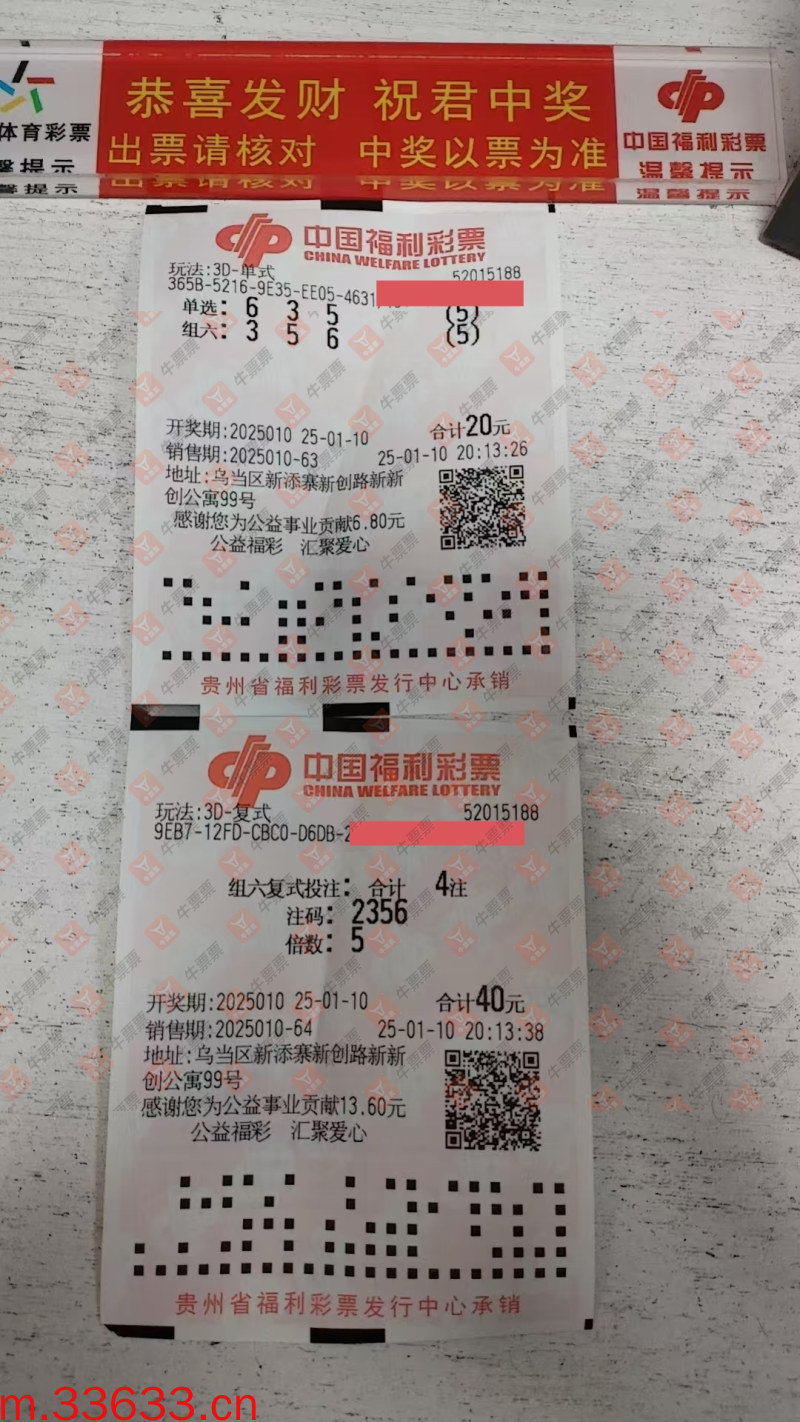 体育彩票
馨提示
恭喜发财 祝君中奖
出票请核对 中奖以票为准
中国福利彩票
温馨提示
中国福利彩票
CHINA WELFARE LOTTERY
玩法:3D-单式
52015188
365B-5216-9E35-EE05-4631
单选: 6 3 5 (5)
组六: 3 5 6 (5)
开奖期:2025010 25-01-10 合计20元
销售期:2025010-63 25-01-10 20:13:26
地址:乌当区新添寨新创路新新
创公寓99号
感谢您为公益事业贡献6.80元
公益福彩 汇聚爱心
贵州省福利彩票发行中心承销
中国福利彩票
CHINA WELFARE LOTTERY
玩法:3D-复式 52015188
9EB7-12FD-CBC0-D6DB-2
组六复式投注: 合计 4注
注码: 2356
倍数: 5
开奖期:2025010 25-01-10 合计40元
销售期:2025010-64 25-01-10 20:13:38
地址:乌当区新添寨新创路新新
创公寓99号
感谢您为公益事业贡献13.60元
公益福彩 汇聚爱心
贵州省福利彩票发行中心承销
牛票票
m.33633.cn